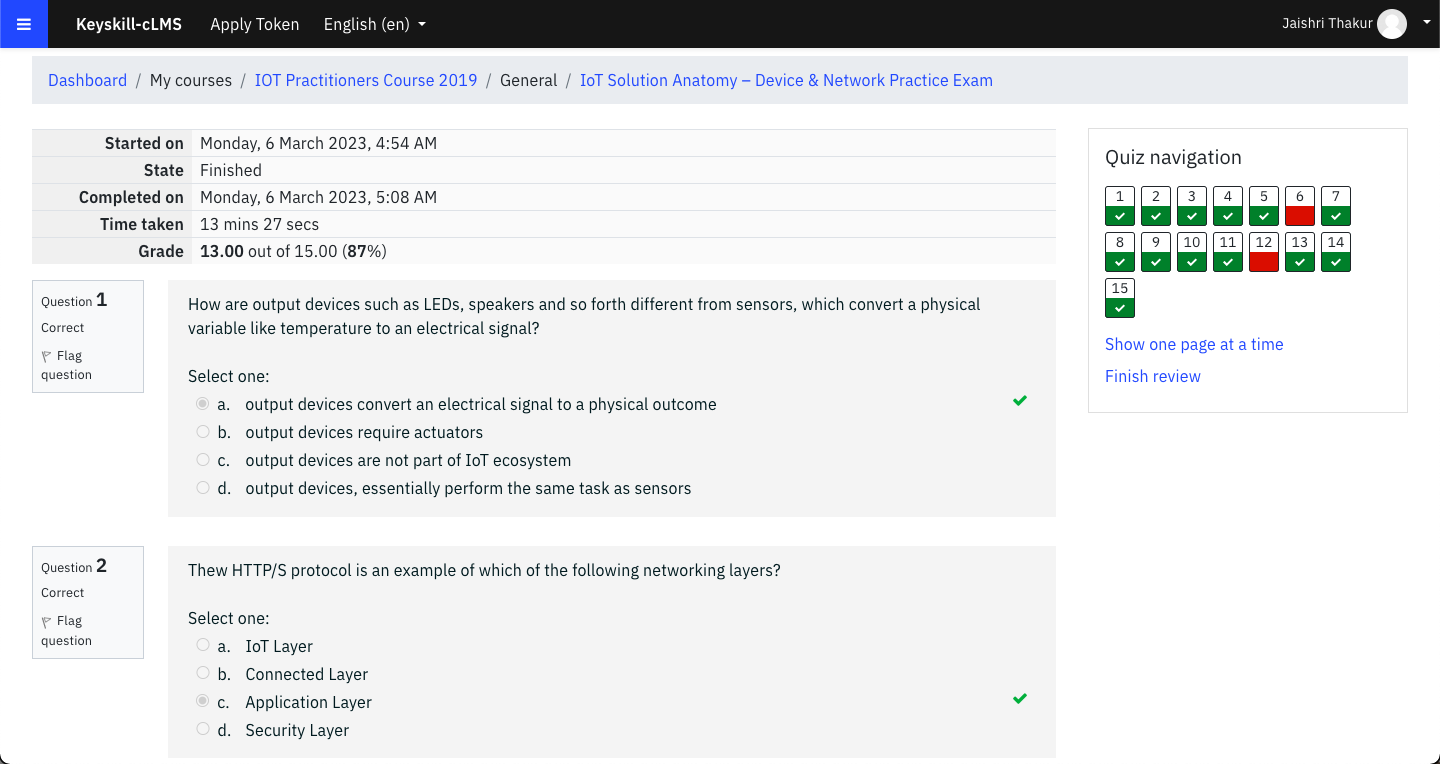 Keyskill-cLMS Apply Token English (en) Jaishri Thakur
Dashboard / My courses / IOT Practitioners Course 2019 / General / IoT Solution Anatomy – Device & Network Practice Exam
Started on Monday, 6 March 2023, 4:54 AM
State Finished
Completed on Monday, 6 March 2023, 5:08 AM
Time taken 13 mins 27 secs
Grade 13.00 out of 15.00 (87%)
Question 1
Correct
Flag
question
How are output devices such as LEDs, speakers and so forth different from sensors, which convert a physical
variable like temperature to an electrical signal?
Select one:
a. output devices convert an electrical signal to a physical outcome
b. output devices require actuators
c. output devices are not part of IoT ecosystem
d. output devices, essentially perform the same task as sensors
Question 2
Correct
Flag
question
Thew HTTP/S protocol is an example of which of the following networking layers?
Select one:
a. IoT Layer
b. Connected Layer
c. Application Layer
d. Security Layer
Quiz navigation
1 2 3 4 5 6 7
8 9 10 11 12 13 14
15
Show one page at a time
Finish review